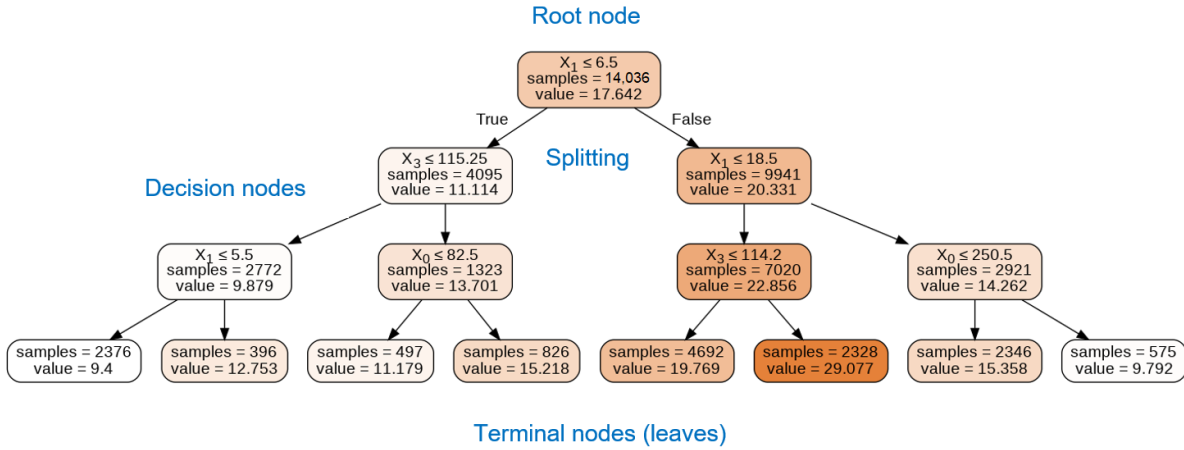 Root node
X₁ ≤ 6.5
samples = 14,036
value = 17.642
True
False
Splitting
X₃ ≤ 115.25
samples = 4095
value = 11.114
X₁ ≤ 18.5
samples = 9941
value = 20.331
Decision nodes
X₁ ≤ 5.5
samples = 2772
value = 9.879
X₀ ≤ 82.5
samples = 1323
value = 13.701
X₃ ≤ 114.2
samples = 7020
value = 22.856
X₀ ≤ 250.5
samples = 2921
value = 14.262
samples = 2376
value = 9.4
samples = 396
value = 12.753
samples = 497
value = 11.179
samples = 826
value = 15.218
samples = 4692
value = 19.769
samples = 2328
value = 29.077
samples = 2346
value = 15.358
samples = 575
value = 9.792
Terminal nodes (leaves)